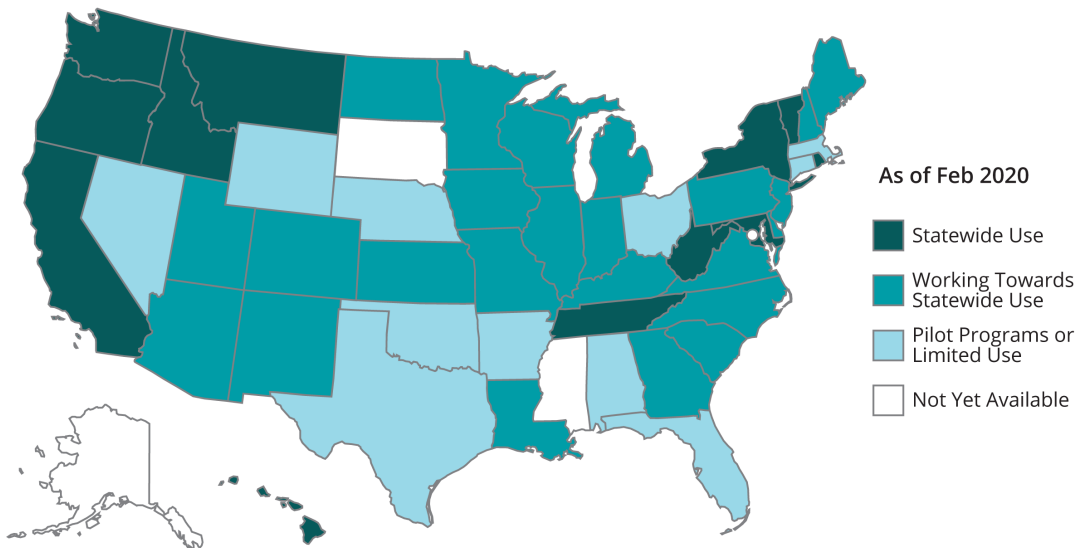 As of Feb 2020
Statewide Use
Working Towards
Statewide Use
Pilot Programs or
Limited Use
Not Yet Available